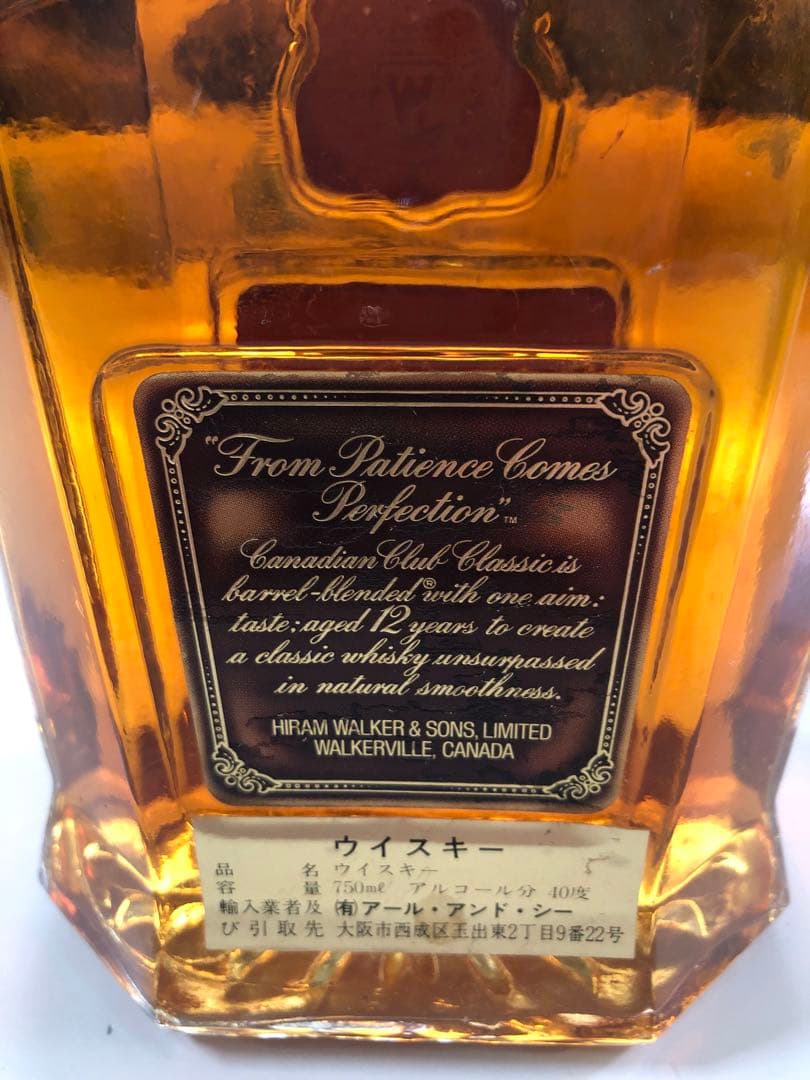 "From Patience Comes
Perfection"™
Canadian Club Classic is
barrel-blended® with one aim:
taste; aged 12 years to create
a classic whisky unsurpassed
in natural smoothness.
HIRAM WALKER & SONS, LIMITED
WALKERVILLE, CANADA
ウイスキー
品名 ウイスキー
容量 750mℓ アルコール分 40度
輸入業者及 ㈲アール・アンド・シー
び引取先 大阪市西成区玉出東2丁目9番22号